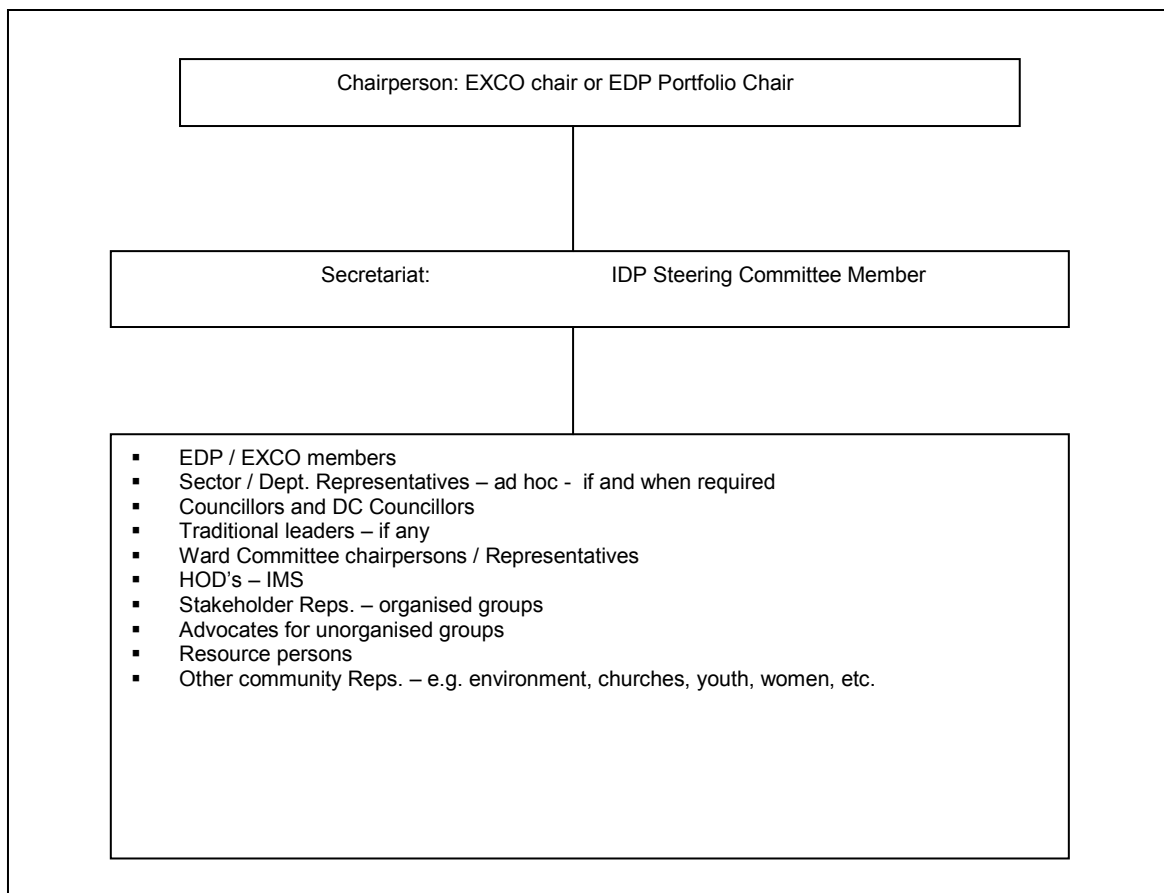 Chairperson: EXCO chair or EDP Portfolio Chair
Secretariat: IDP Steering Committee Member
▪ EDP / EXCO members
▪ Sector / Dept. Representatives – ad hoc - if and when required
▪ Councillors and DC Councillors
▪ Traditional leaders – if any
▪ Ward Committee chairpersons / Representatives
▪ HOD's – IMS
▪ Stakeholder Reps. – organised groups
▪ Advocates for unorganised groups
▪ Resource persons
▪ Other community Reps. – e.g. environment, churches, youth, women, etc.